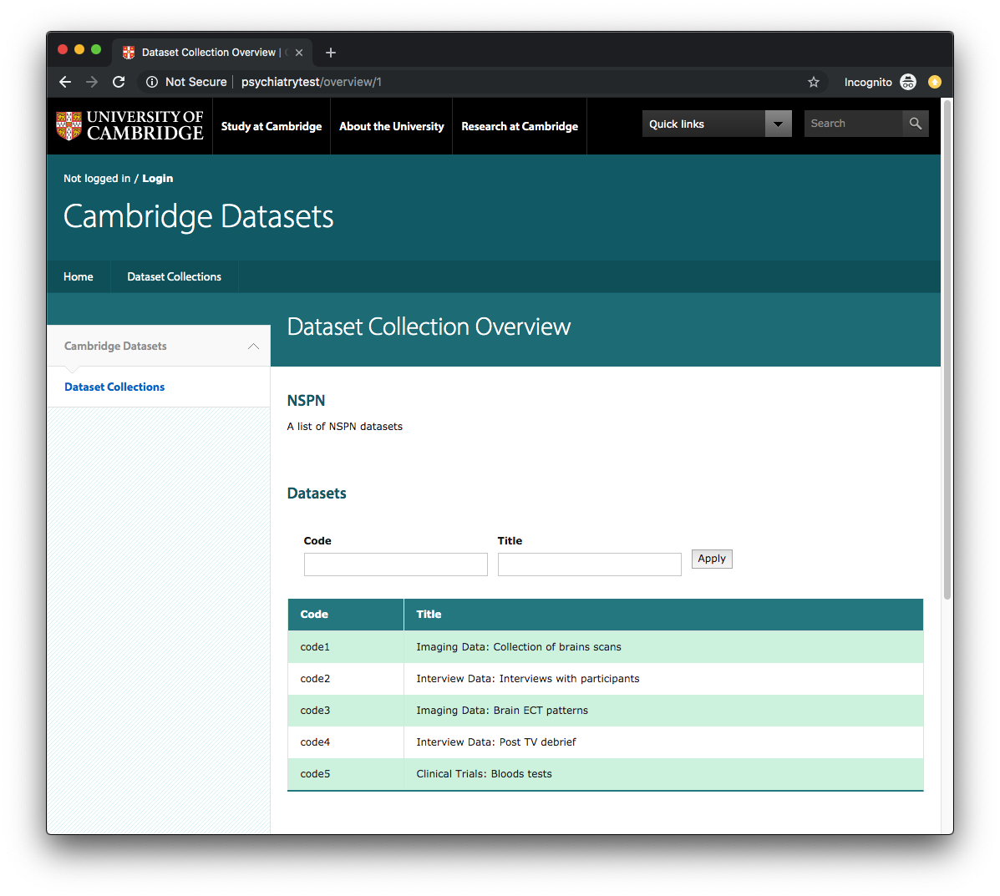 Dataset Collection Overview |
Not Secure | psychiatrytest/overview/1
Incognito
UNIVERSITY OF
CAMBRIDGE
Study at Cambridge
About the University
Research at Cambridge
Quick links
Search
Not logged in / Login
Cambridge Datasets
Home
Dataset Collections
Dataset Collection Overview
Cambridge Datasets
Dataset Collections
NSPN
A list of NSPN datasets
Datasets
Code Title
Apply
Code Title
code1 Imaging Data: Collection of brains scans
code2 Interview Data: Interviews with participants
code3 Imaging Data: Brain ECT patterns
code4 Interview Data: Post TV debrief
code5 Clinical Trials: Bloods tests